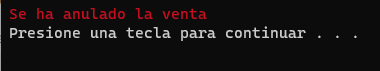 Se ha anulado la venta
Presione una tecla para continuar . . .